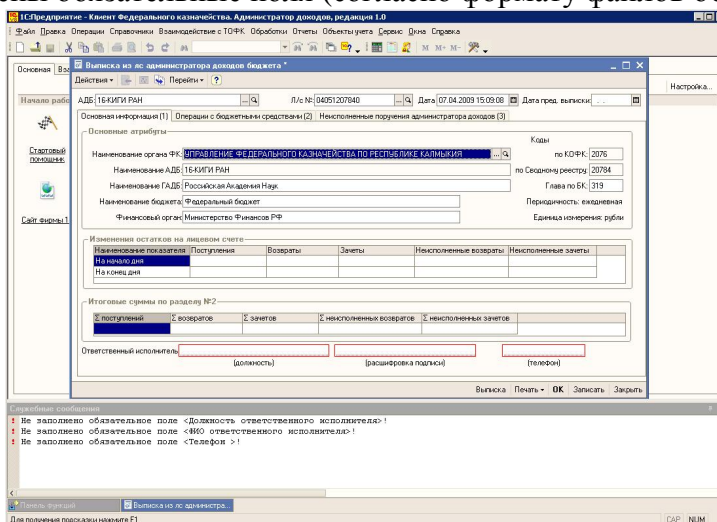 ены обязательные поля (согласно формату файлов об
1С:Предприятие - Клиент Федерального казначейства. Администратор доходов, редакция 1.0
Файл Правка Операции Справочники Взаимодействие с ТОФК Обработки Отчеты Объекты учета Сервис Окна Справка
М М+ М-
Основная
Настройка...
Начало рабо
Стартовый
помощник
Сайт фирмы 1
Выписка из лс администратора доходов бюджета *
Действия Перейти ?
АДБ: 16-КИГИ РАН ... Л/с №: 04051207840 ... Дата 07.04.2009 15:09:08 Дата пред. выписки: . .
Основная информация (1) Операции с бюджетными средствами (2) Неисполненные поручения администратора доходов (3)
Основные атрибуты
Коды
Наименование органа ФК: УПРАВЛЕНИЕ ФЕДЕРАЛЬНОГО КАЗНАЧЕЙСТВА ПО РЕСПУБЛИКЕ КАЛМЫКИЯ ... по КОФК: 2076
Наименование АДБ: 16-КИГИ РАН по Сводному реестру: 20784
Наименование ГАДБ: Российская Академия Наук Глава по БК: 319
Наименование бюджета: Федеральный бюджет Периодичность: ежедневная
Финансовый орган: Министерство Финансов РФ Единица измерения: рубли
Изменения остатков на лицевом счете
Наименование показателя Поступления Возвраты Зачеты Неисполненные возвраты Неисполненные зачеты
На начало дня
На конец дня
Итоговые суммы по разделу №2
Σ поступлений Σ возвратов Σ зачетов Σ неисполненных возвратов Σ неисполненных зачетов
Ответственный исполнитель
(должность) (расшифровка подписи) (телефон)
Выписка Печать OK Записать Закрыть
Служебные сообщения
Не заполнено обязательное поле <Должность ответственного исполнителя>!
Не заполнено обязательное поле <ФИО ответственного исполнителя>!
Не заполнено обязательное поле <Телефон >!
Панель функций Выписка из лс администра...
Для получения подсказки нажмите F1 CAP NUM